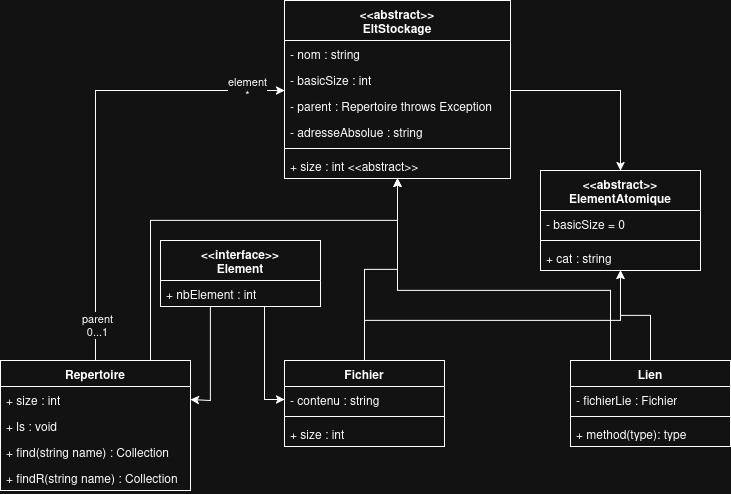 <<abstract>>
EltStockage
- nom : string
- basicSize : int
- parent : Repertoire throws Exception
- adresseAbsolue : string
+ size : int <<abstract>>
element
*
<<abstract>>
ElementAtomique
- basicSize = 0
+ cat : string
<<interface>>
Element
+ nbElement : int
parent
0...1
Repertoire
+ size : int
+ ls : void
+ find(string name) : Collection
+ findR(string name) : Collection
Fichier
- contenu : string
+ size : int
Lien
- fichierLie : Fichier
+ method(type): type